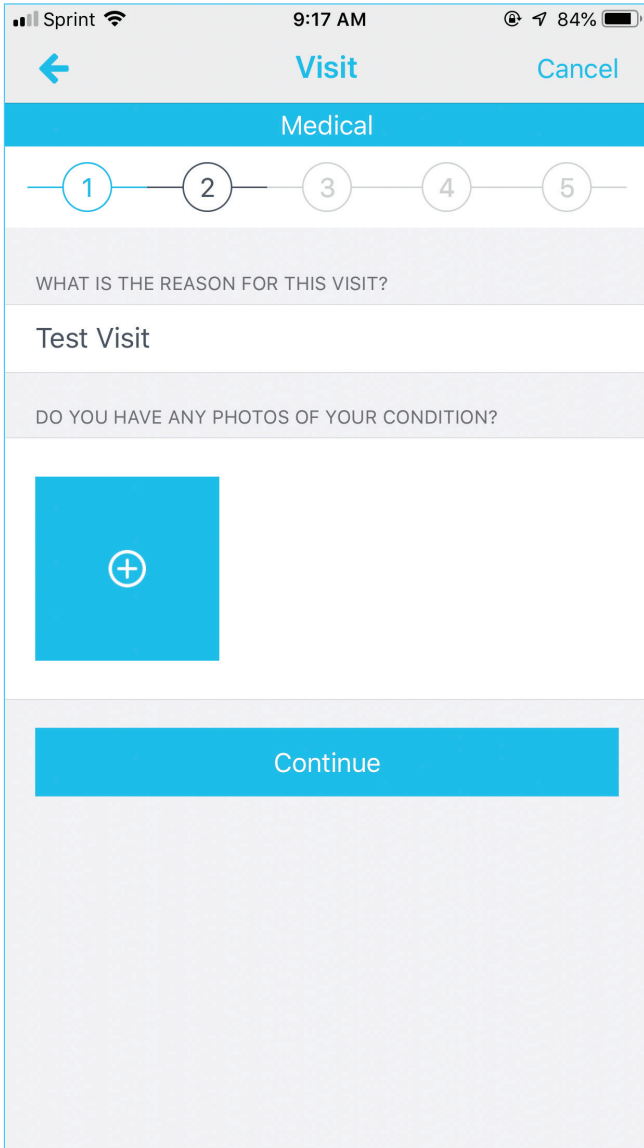 Sprint 9:17 AM 84%
Visit Cancel
Medical
1 2 3 4 5
WHAT IS THE REASON FOR THIS VISIT?
Test Visit
DO YOU HAVE ANY PHOTOS OF YOUR CONDITION?
Continue